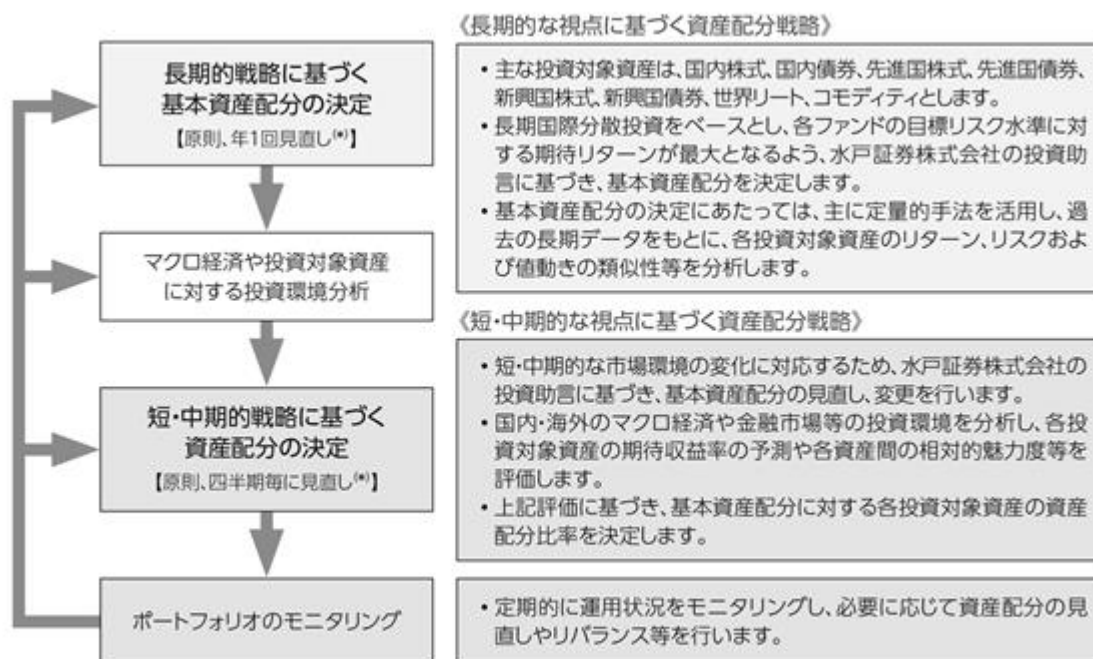 長期的戦略に基づく
基本資産配分の決定
【原則、年1回見直し(*)】
マクロ経済や投資対象資産
に対する投資環境分析
短・中期的戦略に基づく
資産配分の決定
【原則、四半期毎に見直し(*)】
ポートフォリオのモニタリング
《長期的な視点に基づく資産配分戦略》
・主な投資対象資産は、国内株式、国内債券、先進国株式、先進国債券、
新興国株式、新興国債券、世界リート、コモディティとします。
・長期国際分散投資をベースとし、各ファンドの目標リスク水準に対
する期待リターンが最大となるよう、水戸証券株式会社の投資助
言に基づき、基本資産配分を決定します。
・基本資産配分の決定にあたっては、主に定量的手法を活用し、過
去の長期データをもとに、各投資対象資産のリターン、リスクおよ
び値動きの類似性等を分析します。
《短・中期的な視点に基づく資産配分戦略》
・短・中期的な市場環境の変化に対応するため、水戸証券株式会社の
投資助言に基づき、基本資産配分の見直し、変更を行います。
・国内・海外のマクロ経済や金融市場等の投資環境を分析し、各投
資対象資産の期待収益率の予測や各資産間の相対的魅力度等を
評価します。
・上記評価に基づき、基本資産配分に対する各投資対象資産の資産
配分比率を決定します。
・定期的に運用状況をモニタリングし、必要に応じて資産配分の見
直しやリバランス等を行います。